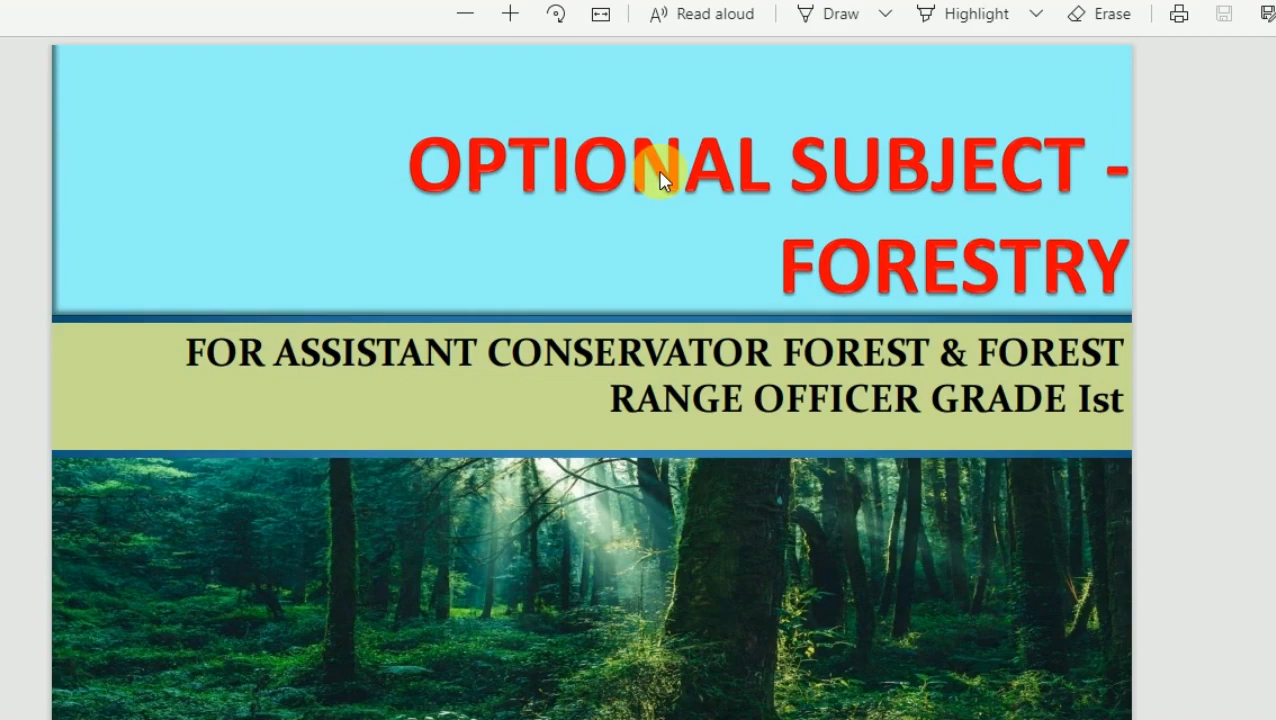 Read aloud Draw Highlight Erase
OPTIONAL SUBJECT -
FORESTRY
FOR ASSISTANT CONSERVATOR FOREST & FOREST
RANGE OFFICER GRADE Ist